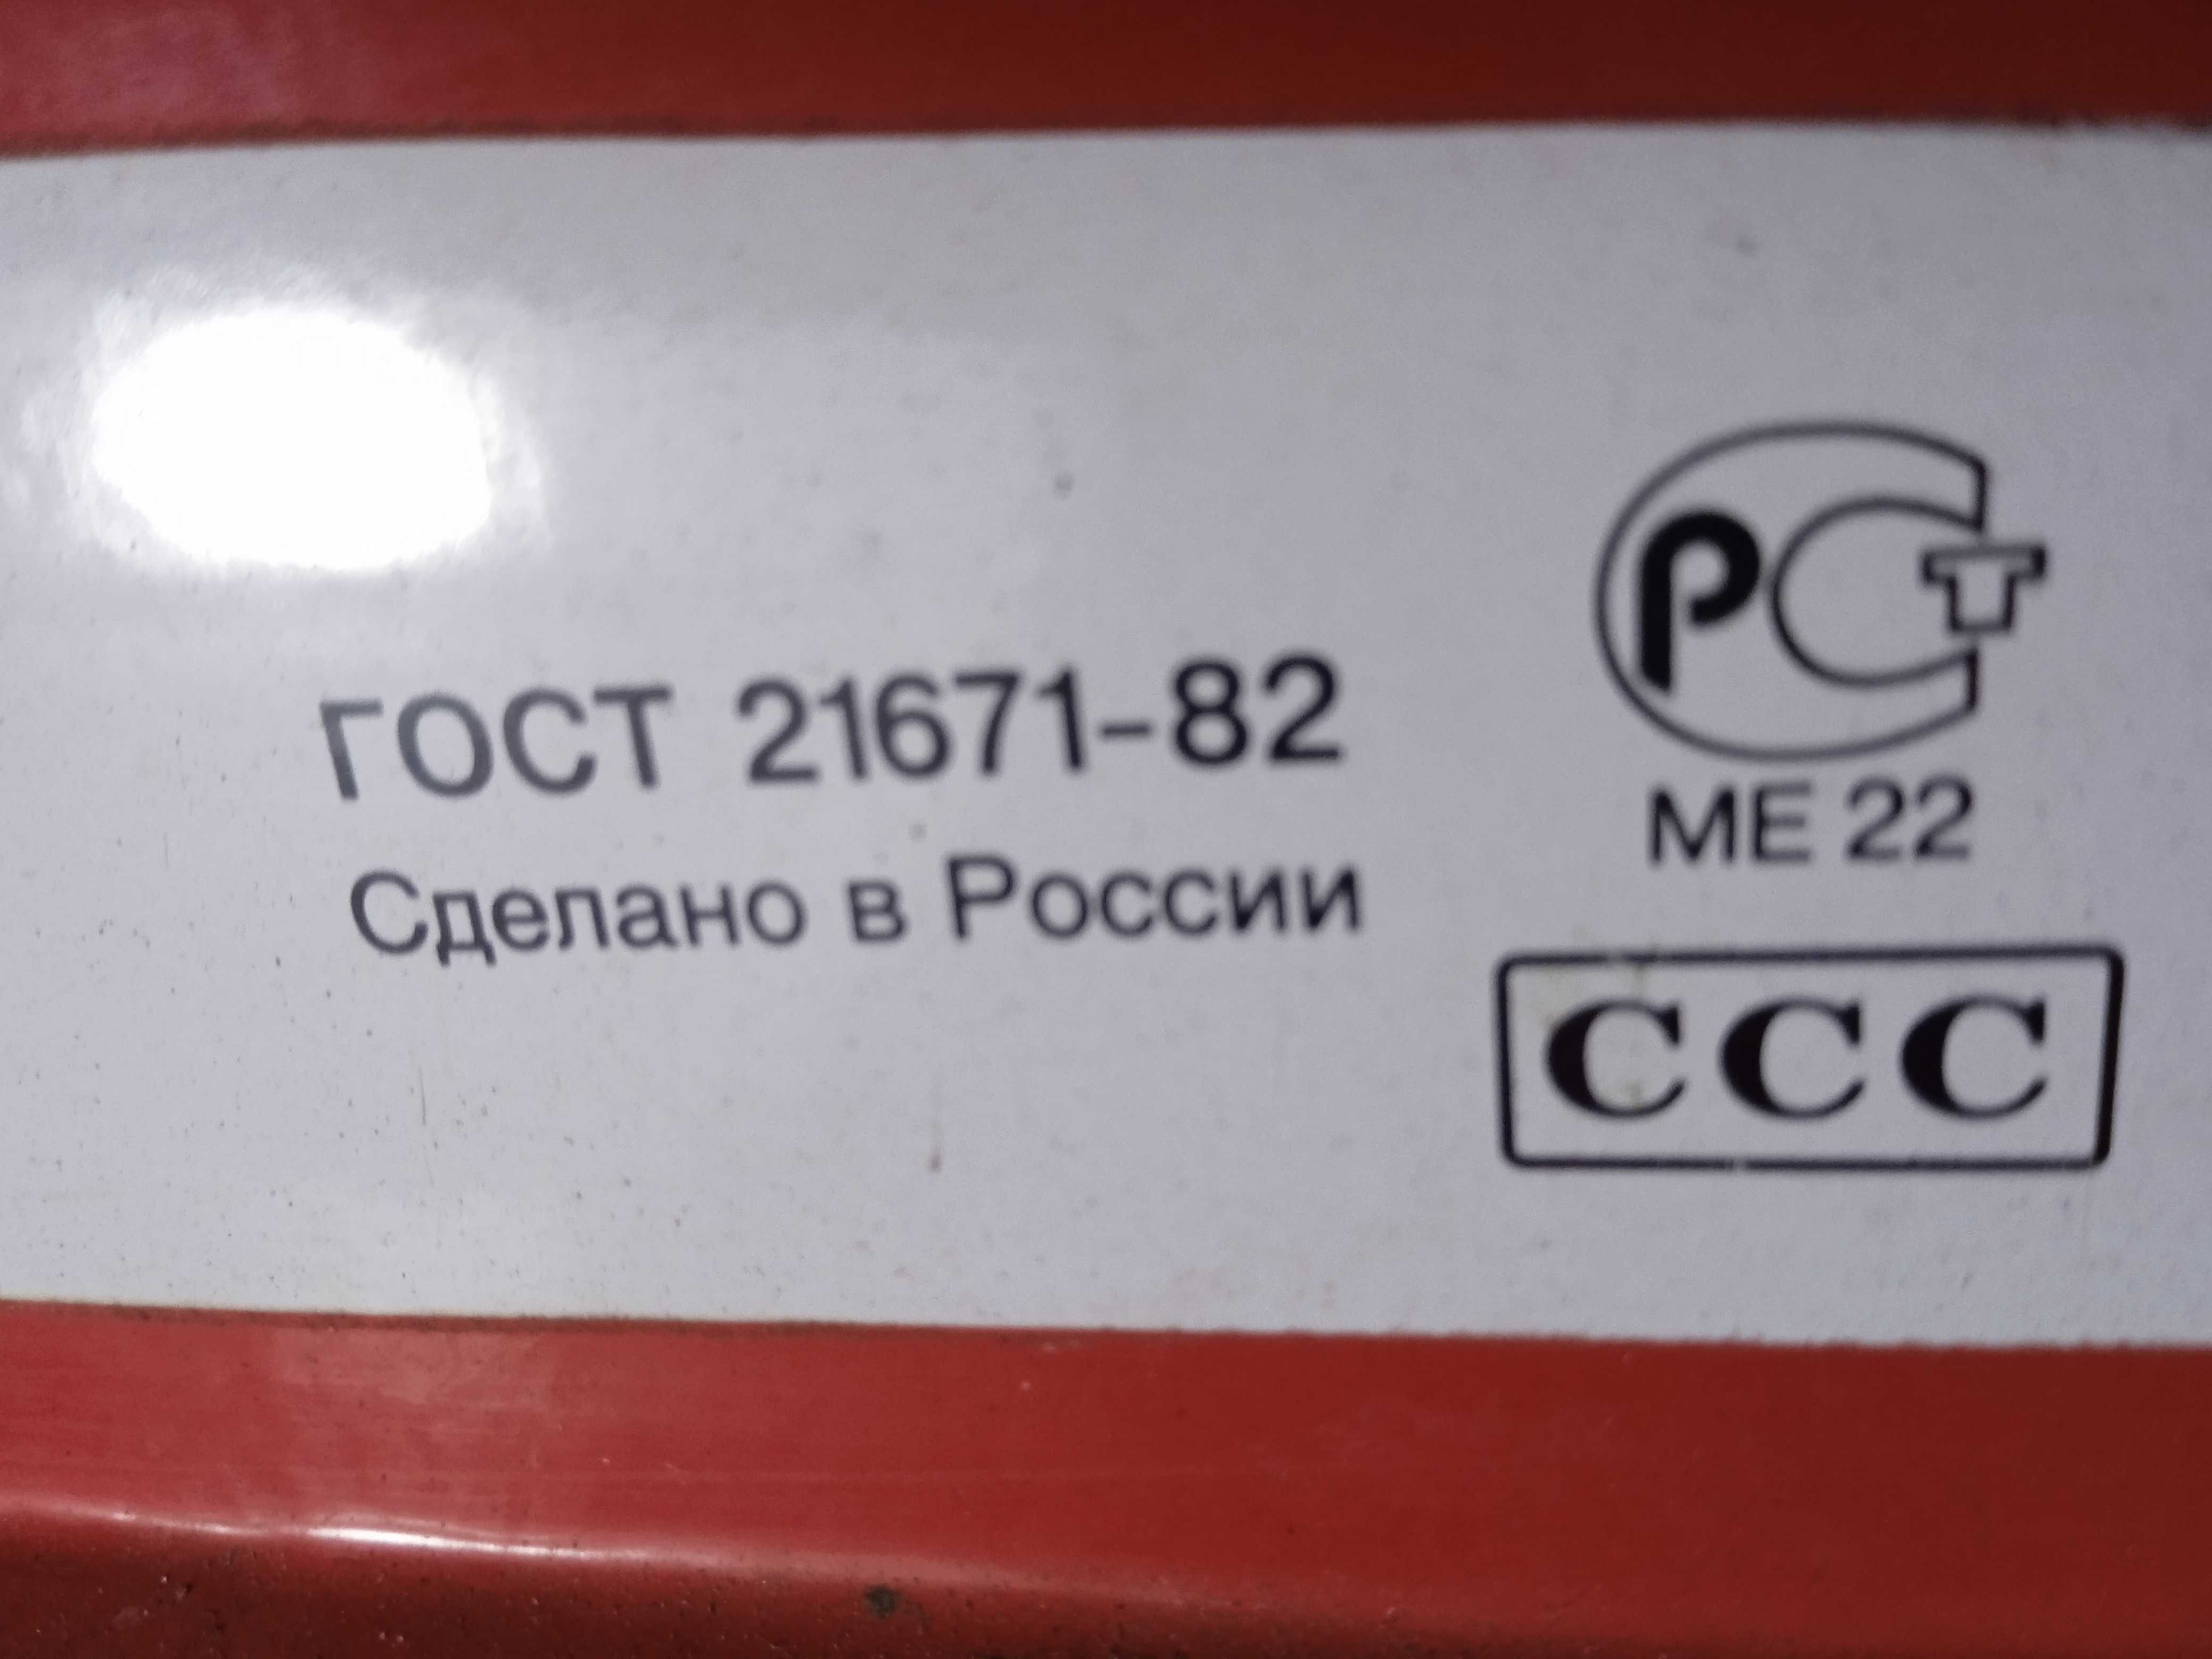 ГОСТ 21671-82
Сделано в России
РСТ
МЕ 22
ССС